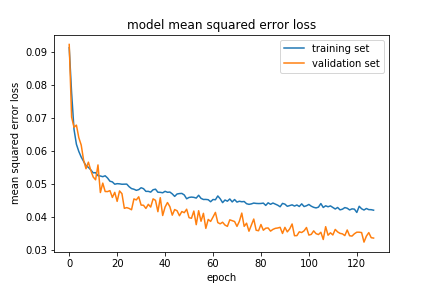 model mean squared error loss
training set
validation set
0.09
0.08
0.07
0.06
0.05
0.04
0.03
mean squared error loss
0
20
40
60
80
100
120
epoch